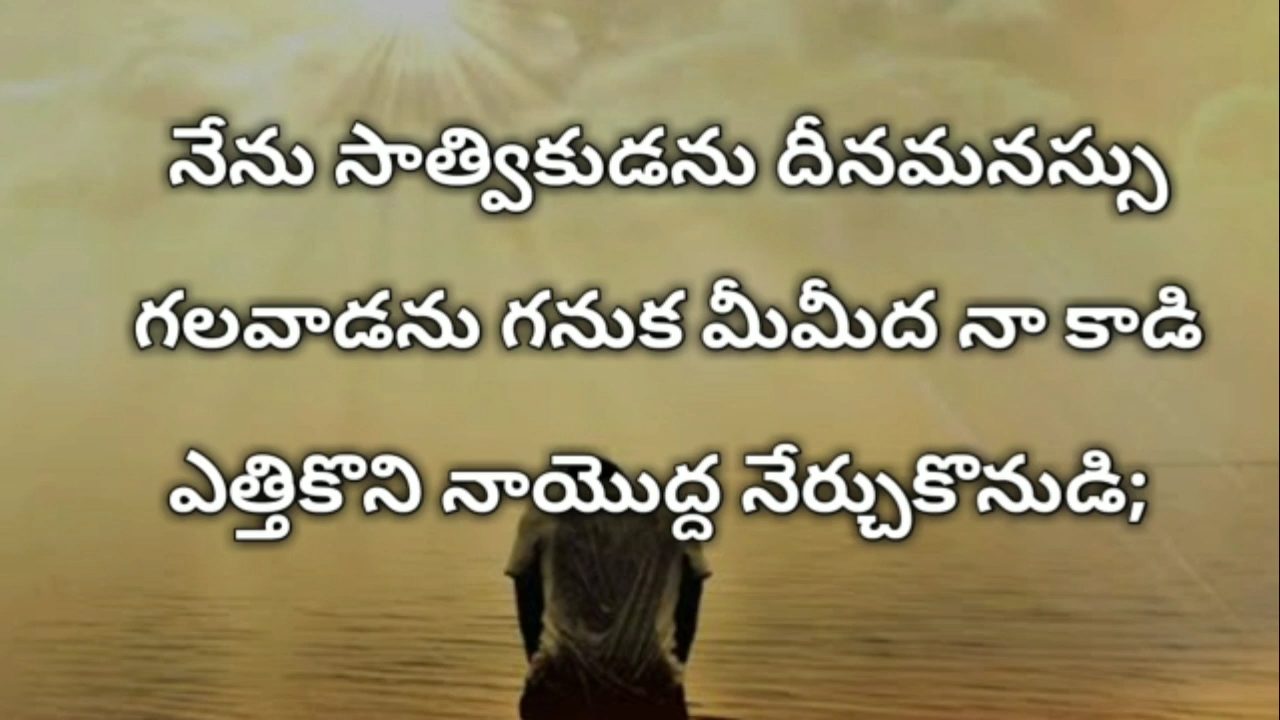 నేను సాత్వికుడను దీనమనస్సు
గలవాడను గనుక మీమీద నా కాడి
ఎత్తికొని నాయొద్ద నేర్చుకొనుడి;